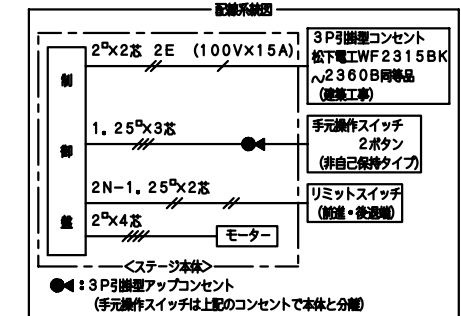 配線系統図
2□×2芯 2E (100V×15A)
3P引掛型コンセント
松下電工WF2315BK
～2360B同等品
(建築工事)
制御盤
1.25□×3芯
手元操作スイッチ
2ボタン
(非自己保持タイプ)
2N-1.25□×2芯
リミットスイッチ
(前進・後退端)
2□×4芯
モーター
<ステージ本体>
●◀：3P引掛型アップコンセント
(手元操作スイッチは上記のコンセントで本体と分離)